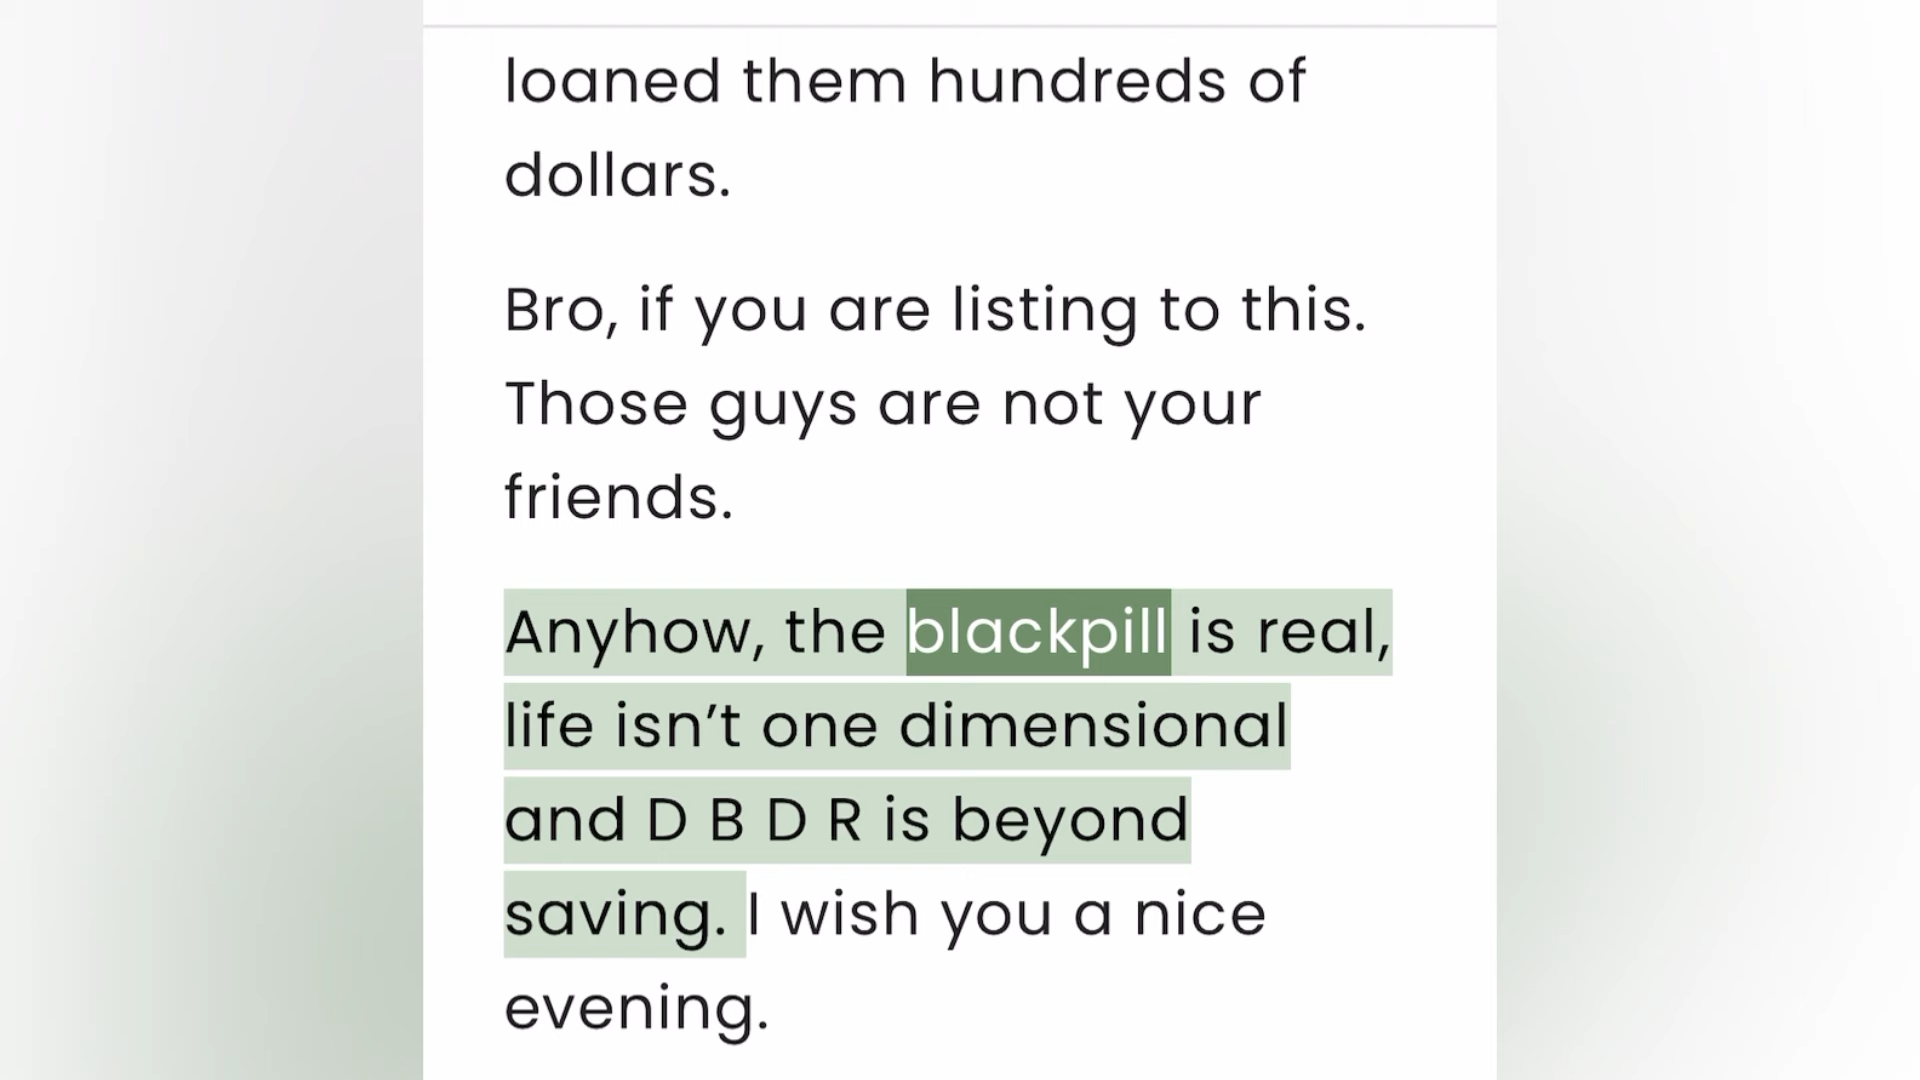 loaned them hundreds of
dollars.
Bro, if you are listing to this.
Those guys are not your
friends.
Anyhow, the blackpill is real,
life isn’t one dimensional
and D B D R is beyond
saving. I wish you a nice
evening.